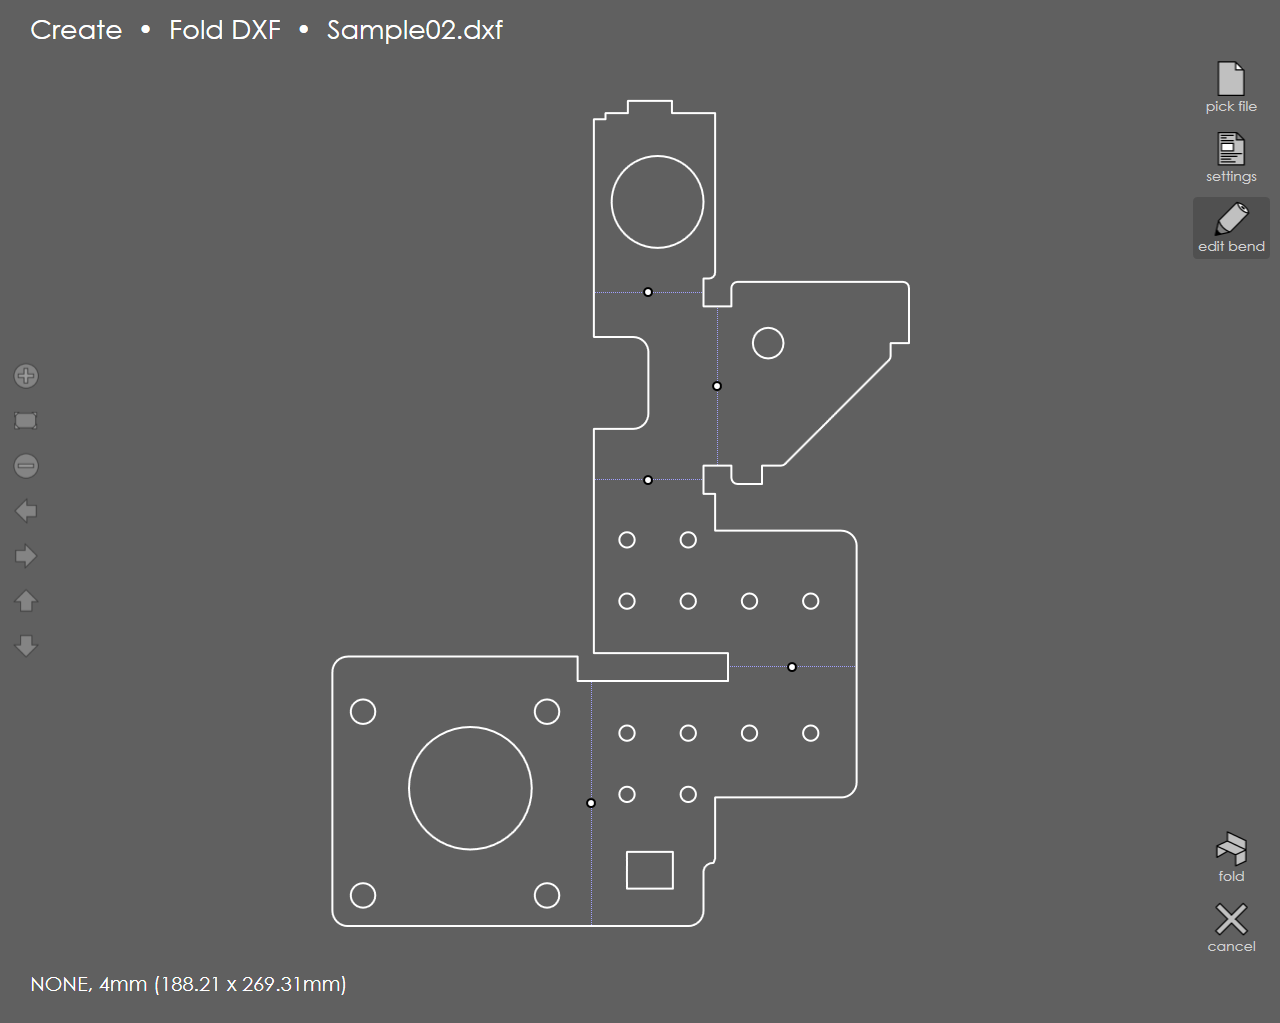 Create • Fold DXF • Sample02.dxf
pick file
settings
edit bend
fold
cancel
NONE, 4mm (188.21 x 269.31mm)